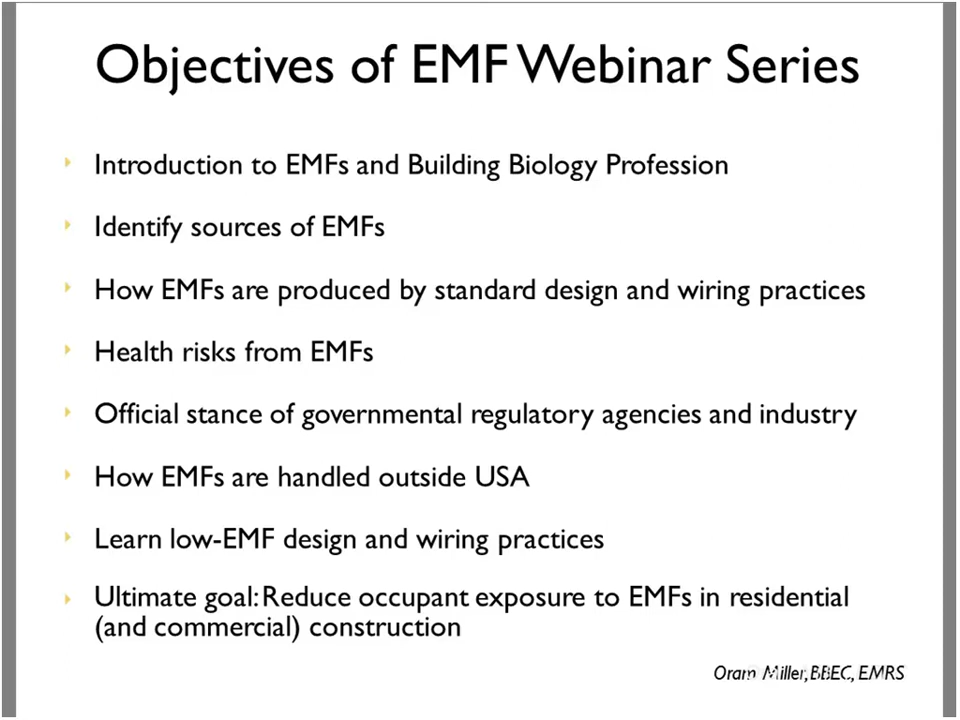 Objectives of EMF Webinar Series
Introduction to EMFs and Building Biology Profession
Identify sources of EMFs
How EMFs are produced by standard design and wiring practices
Health risks from EMFs
Official stance of governmental regulatory agencies and industry
How EMFs are handled outside USA
Learn low-EMF design and wiring practices
Ultimate goal: Reduce occupant exposure to EMFs in residential
(and commercial) construction
Oram Miller, BBEC, EMRS